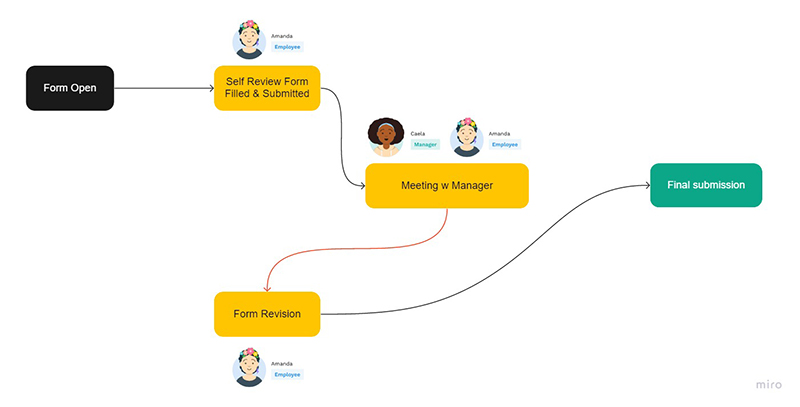 Amanda
Employee
Form Open
Self Review Form
Filled & Submitted
Caela
Manager
Amanda
Employee
Meeting w Manager
Final submission
Form Revision
Amanda
Employee
miro